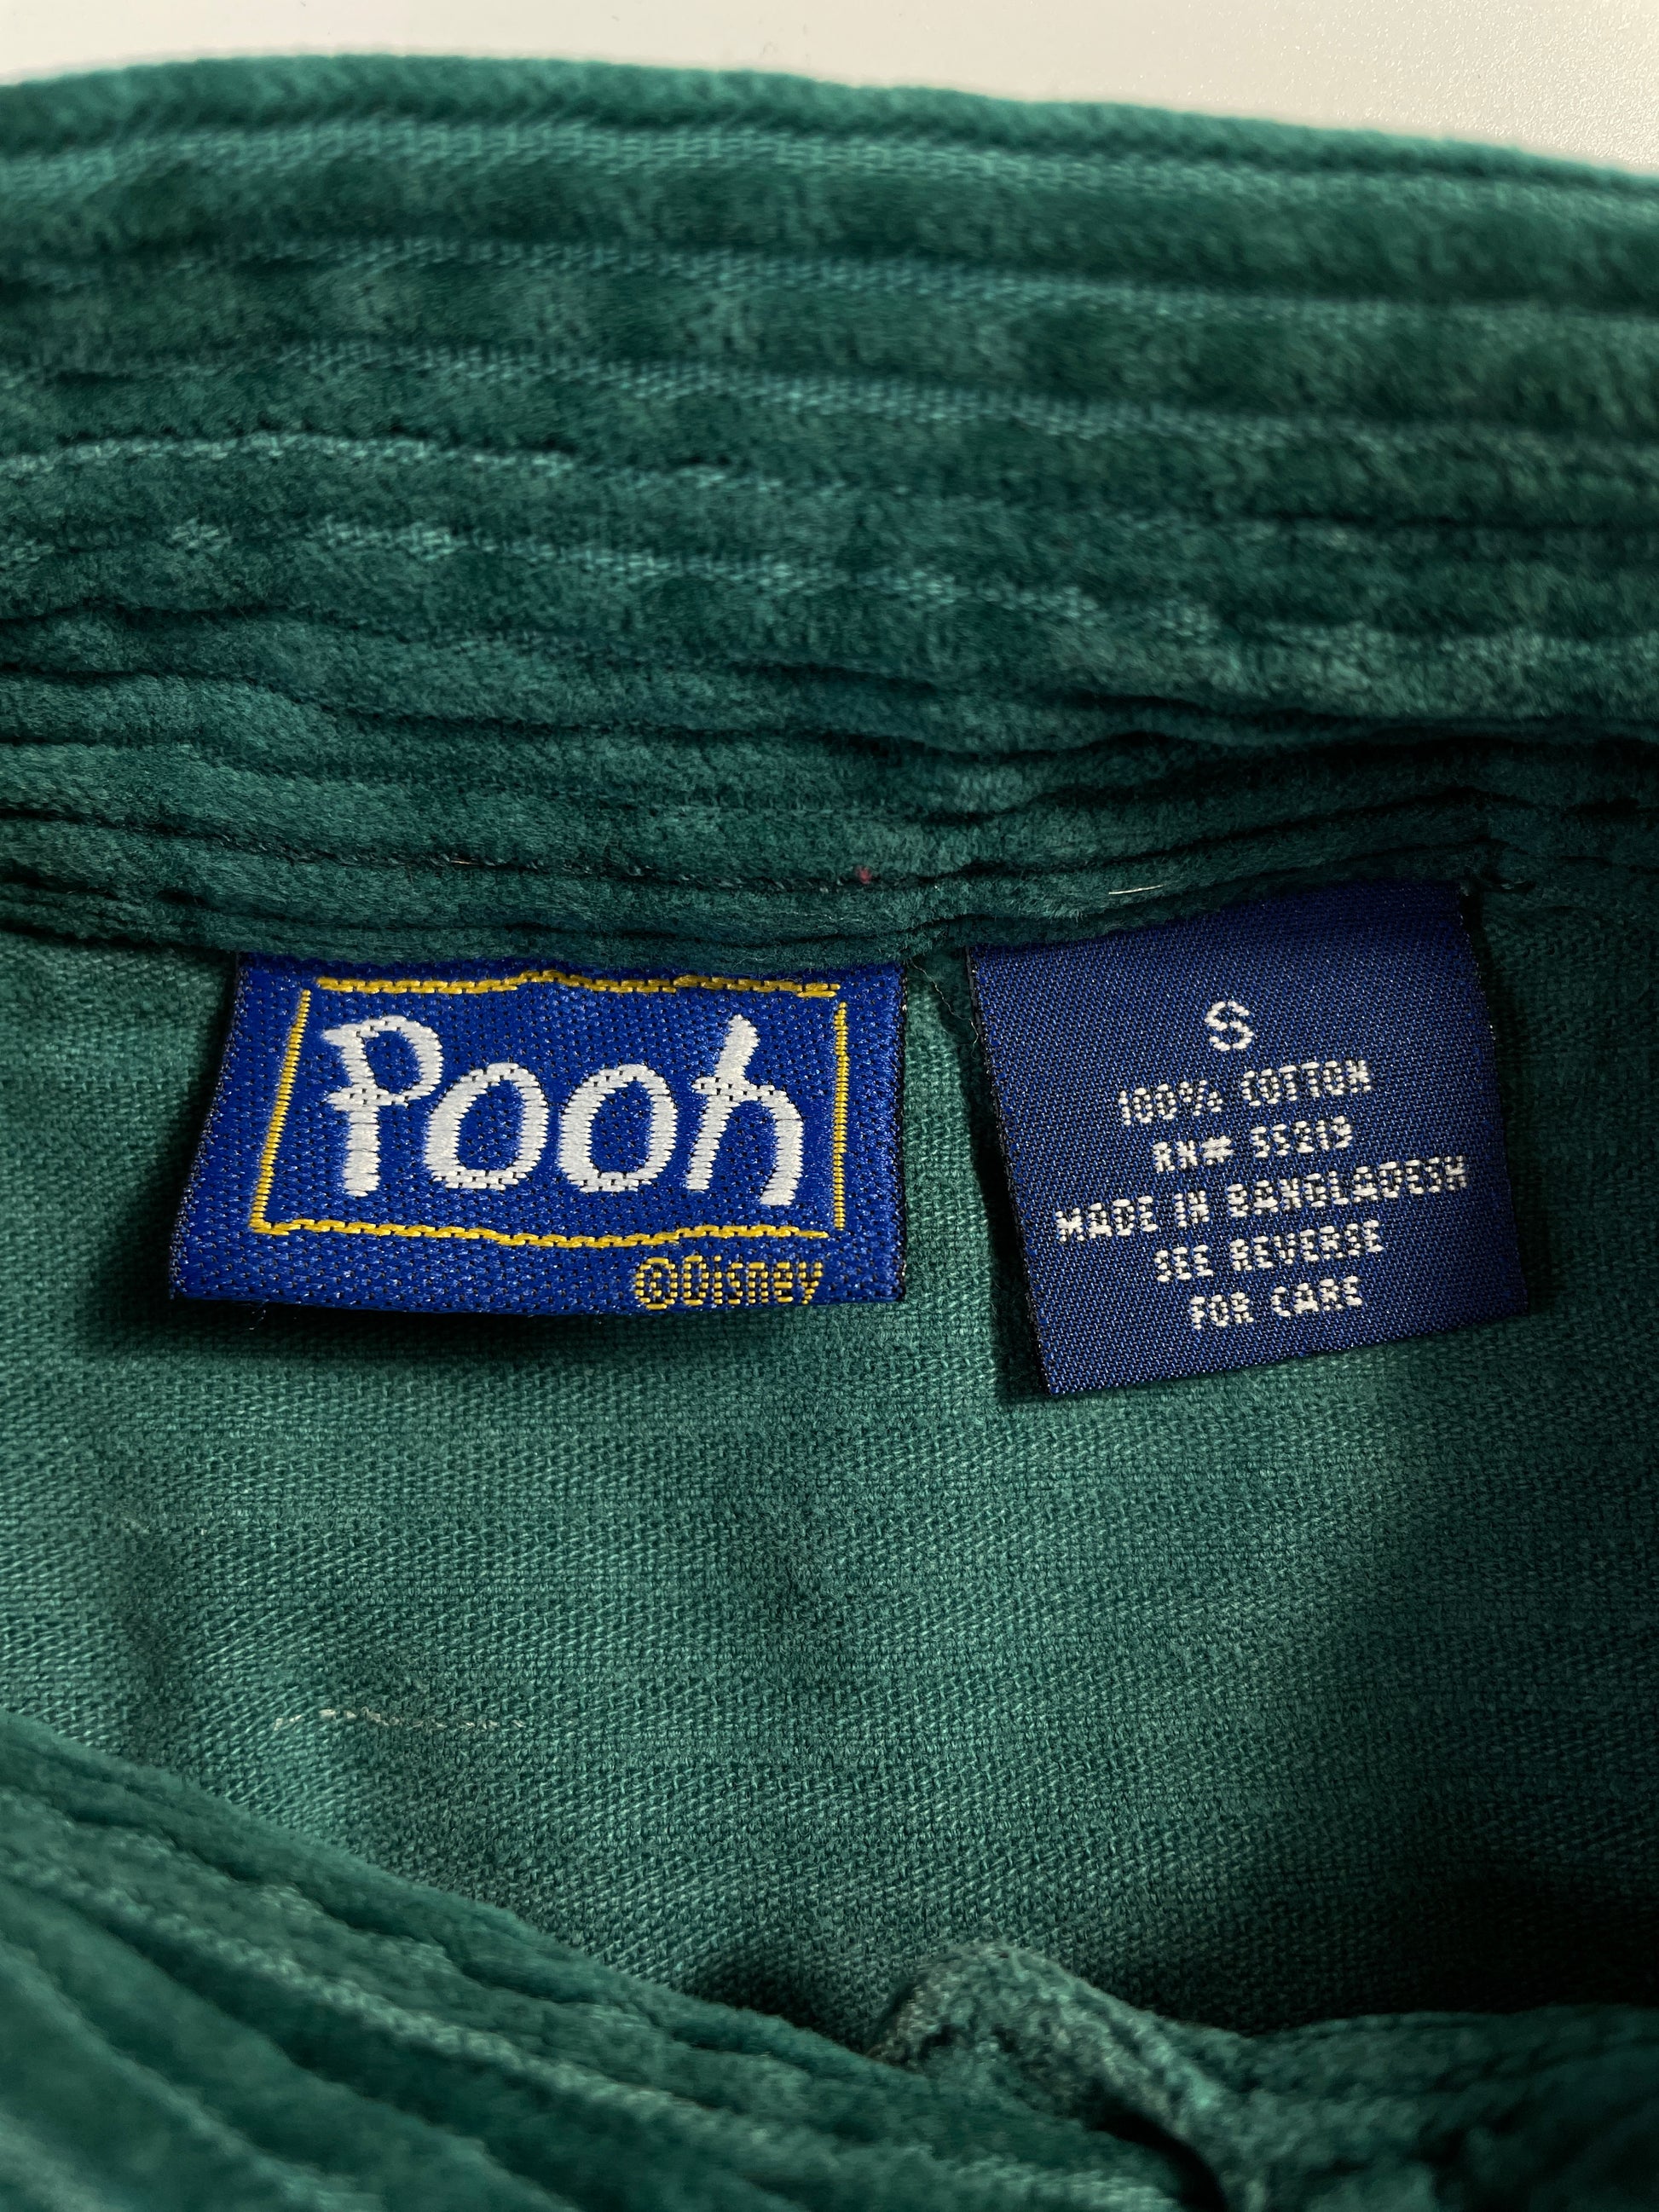 Pooh
©Disney
S
100% COTTON
RN# 55219
MADE IN BANGLADESH
SEE REVERSE
FOR CARE